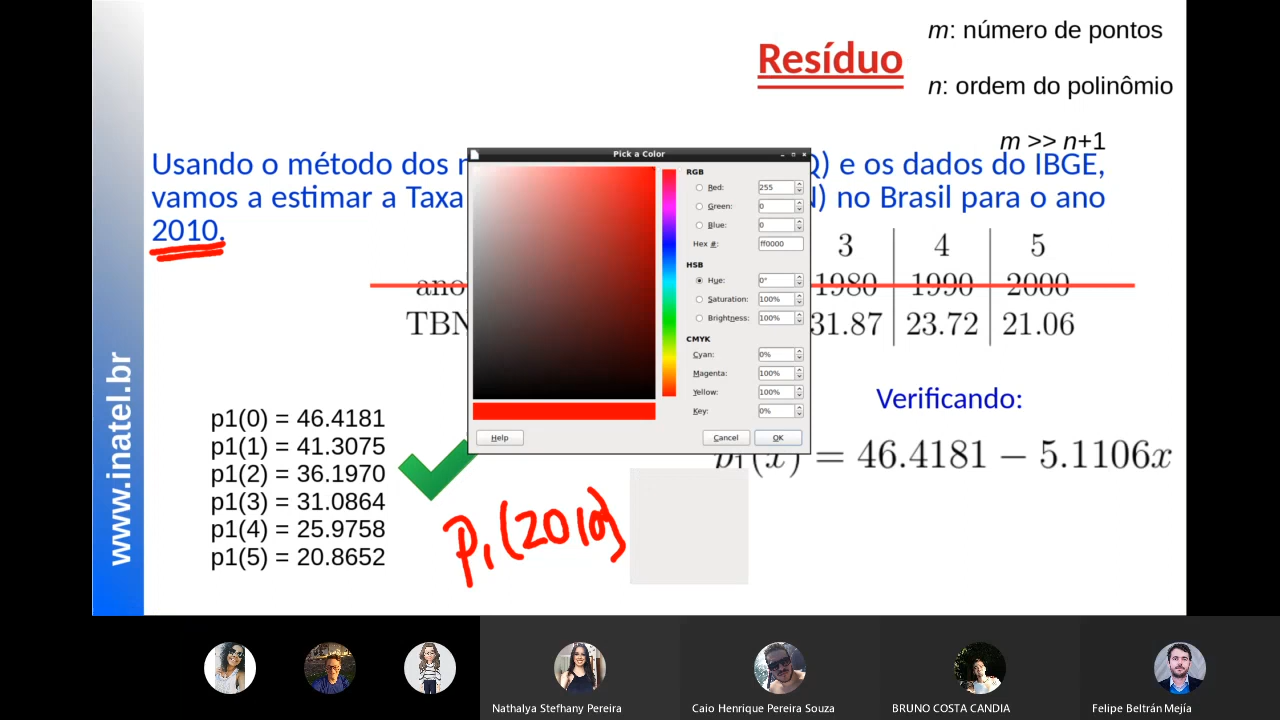 m: número de pontos
Resíduo
n: ordem do polinômio
m >> n+1
Usando o método dos Q) e os dados do IBGE,
vamos a estimar a Taxa N) no Brasil para o ano
2010.
3 4 5
ano 1980 1990 2000
TBN 31.87 23.72 21.06
Pick a Color
RGB
Red: 255
Green: 0
Blue: 0
Hex #: ff0000
HSB
Hue: 0°
Saturation: 100%
Brightness: 100%
CMYK
Cyan: 0%
Magenta: 100%
Yellow: 100%
Key: 0%
Help Cancel OK
www.inatel.br
p1(0) = 46.4181
p1(1) = 41.3075
p1(2) = 36.1970
p1(3) = 31.0864
p1(4) = 25.9758
p1(5) = 20.8652
Verificando:
p1(x) = 46.4181 − 5.1106x
P1(2010)
Nathalya Stefhany Pereira
Caio Henrique Pereira Souza
BRUNO COSTA CANDIA
Felipe Beltrán Mejía